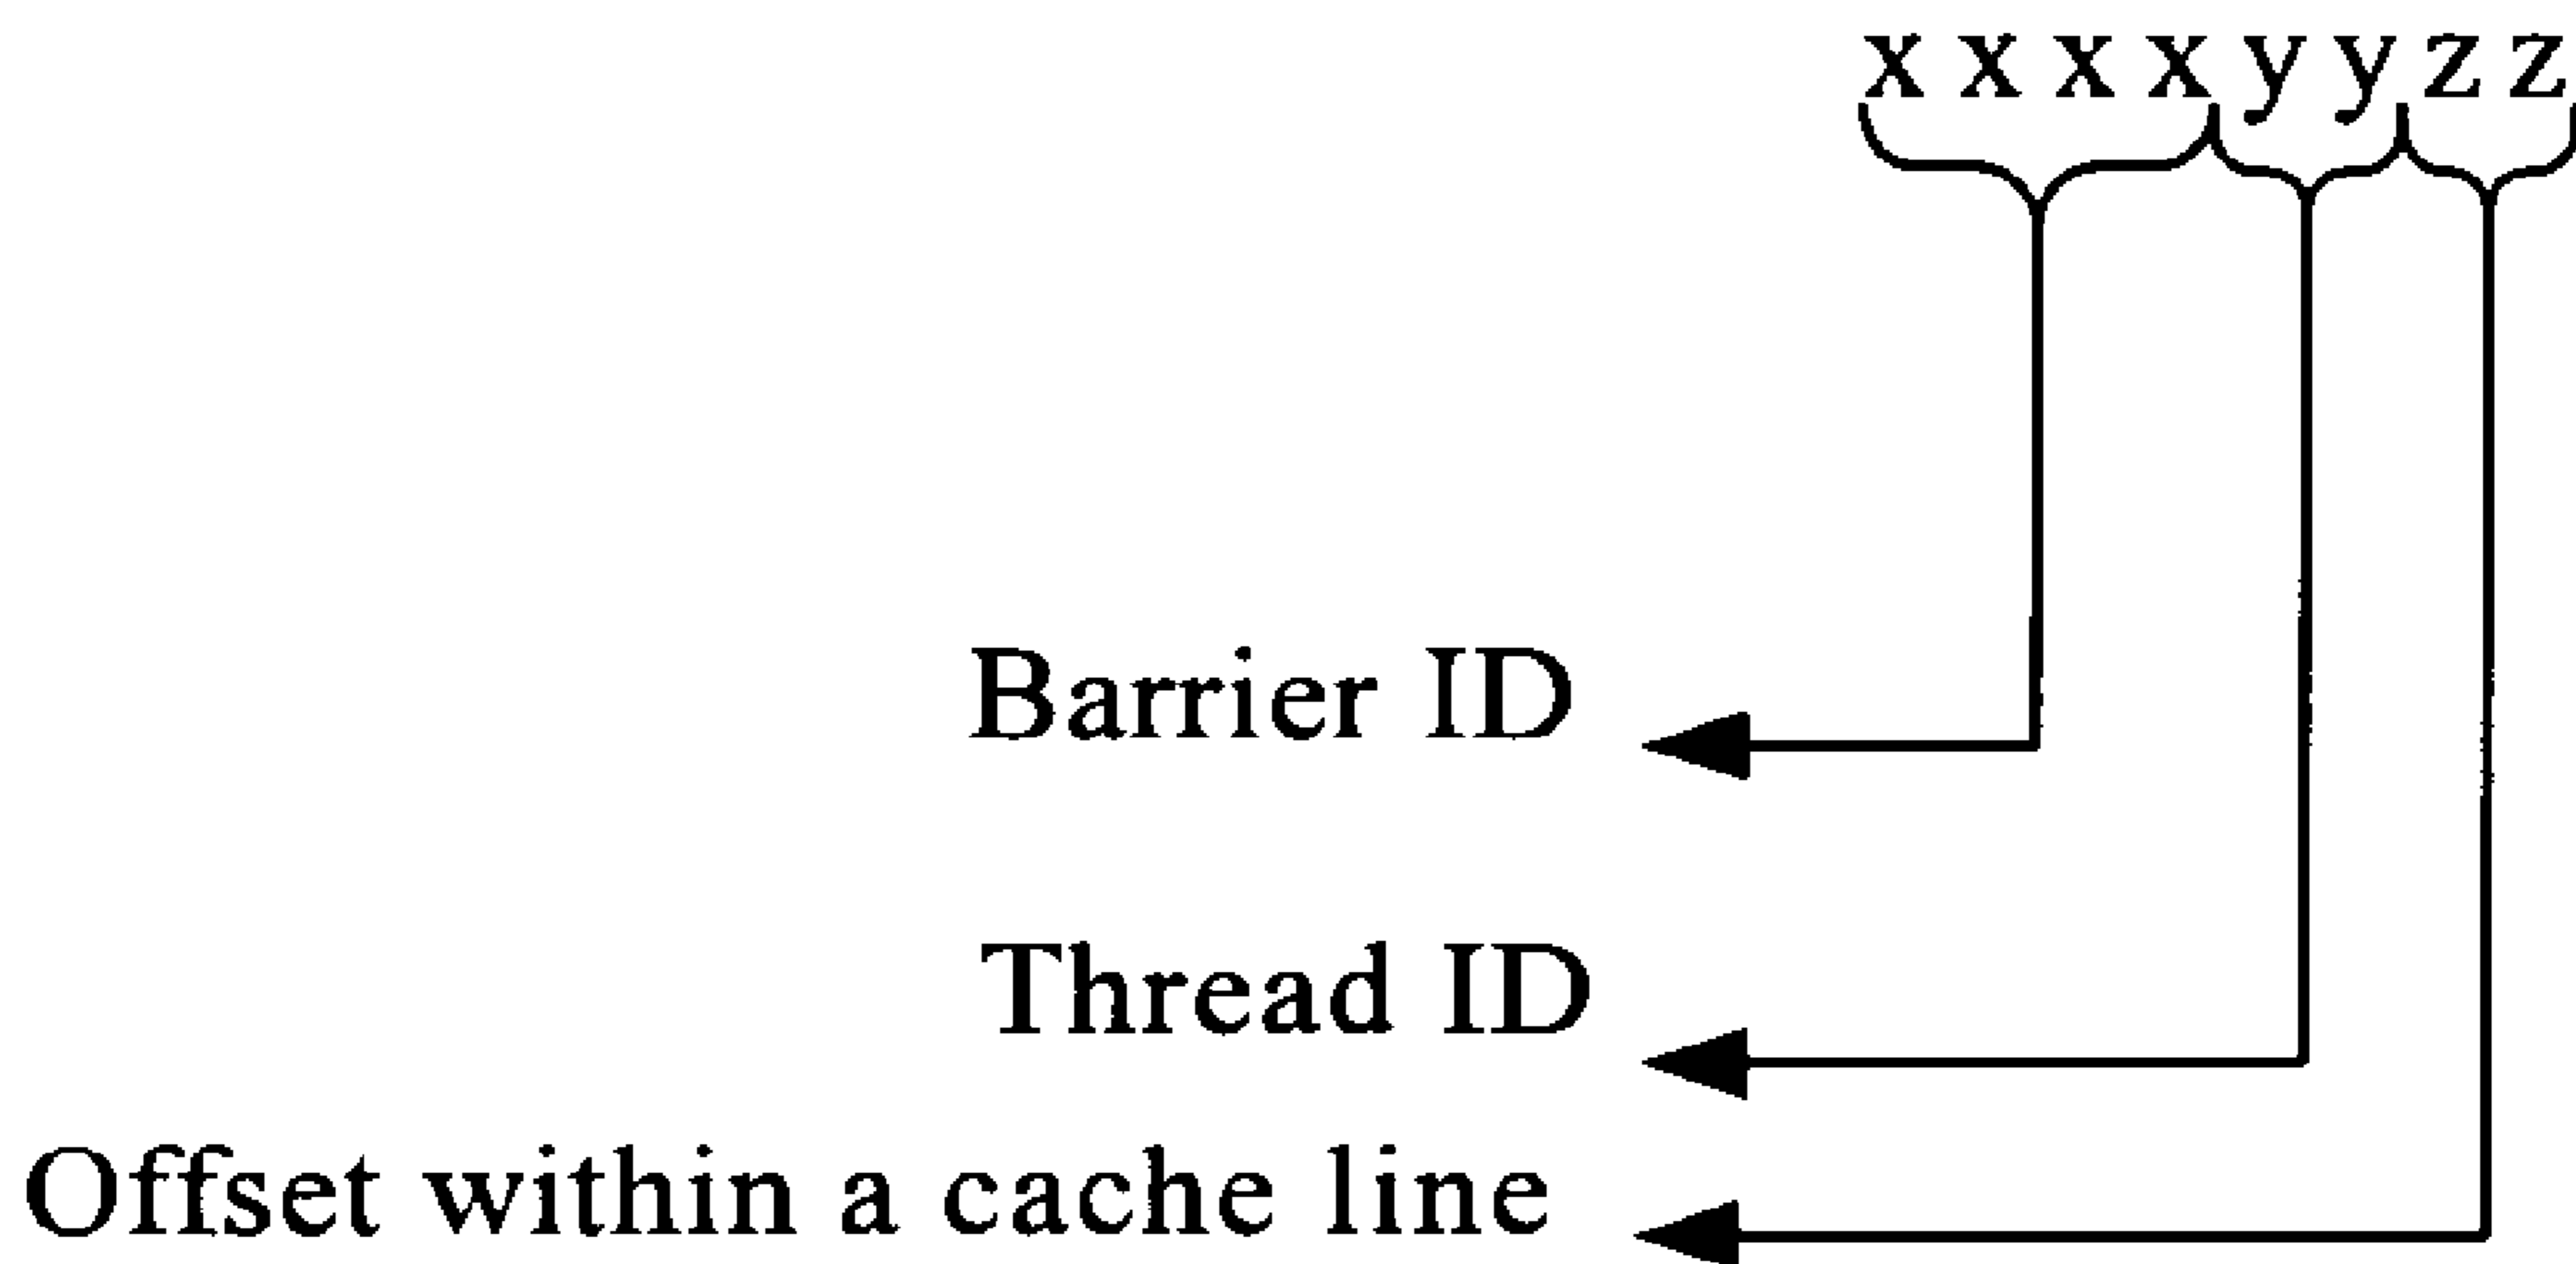 x x x x y y z z
Barrier ID
Thread ID
Offset within a cache line